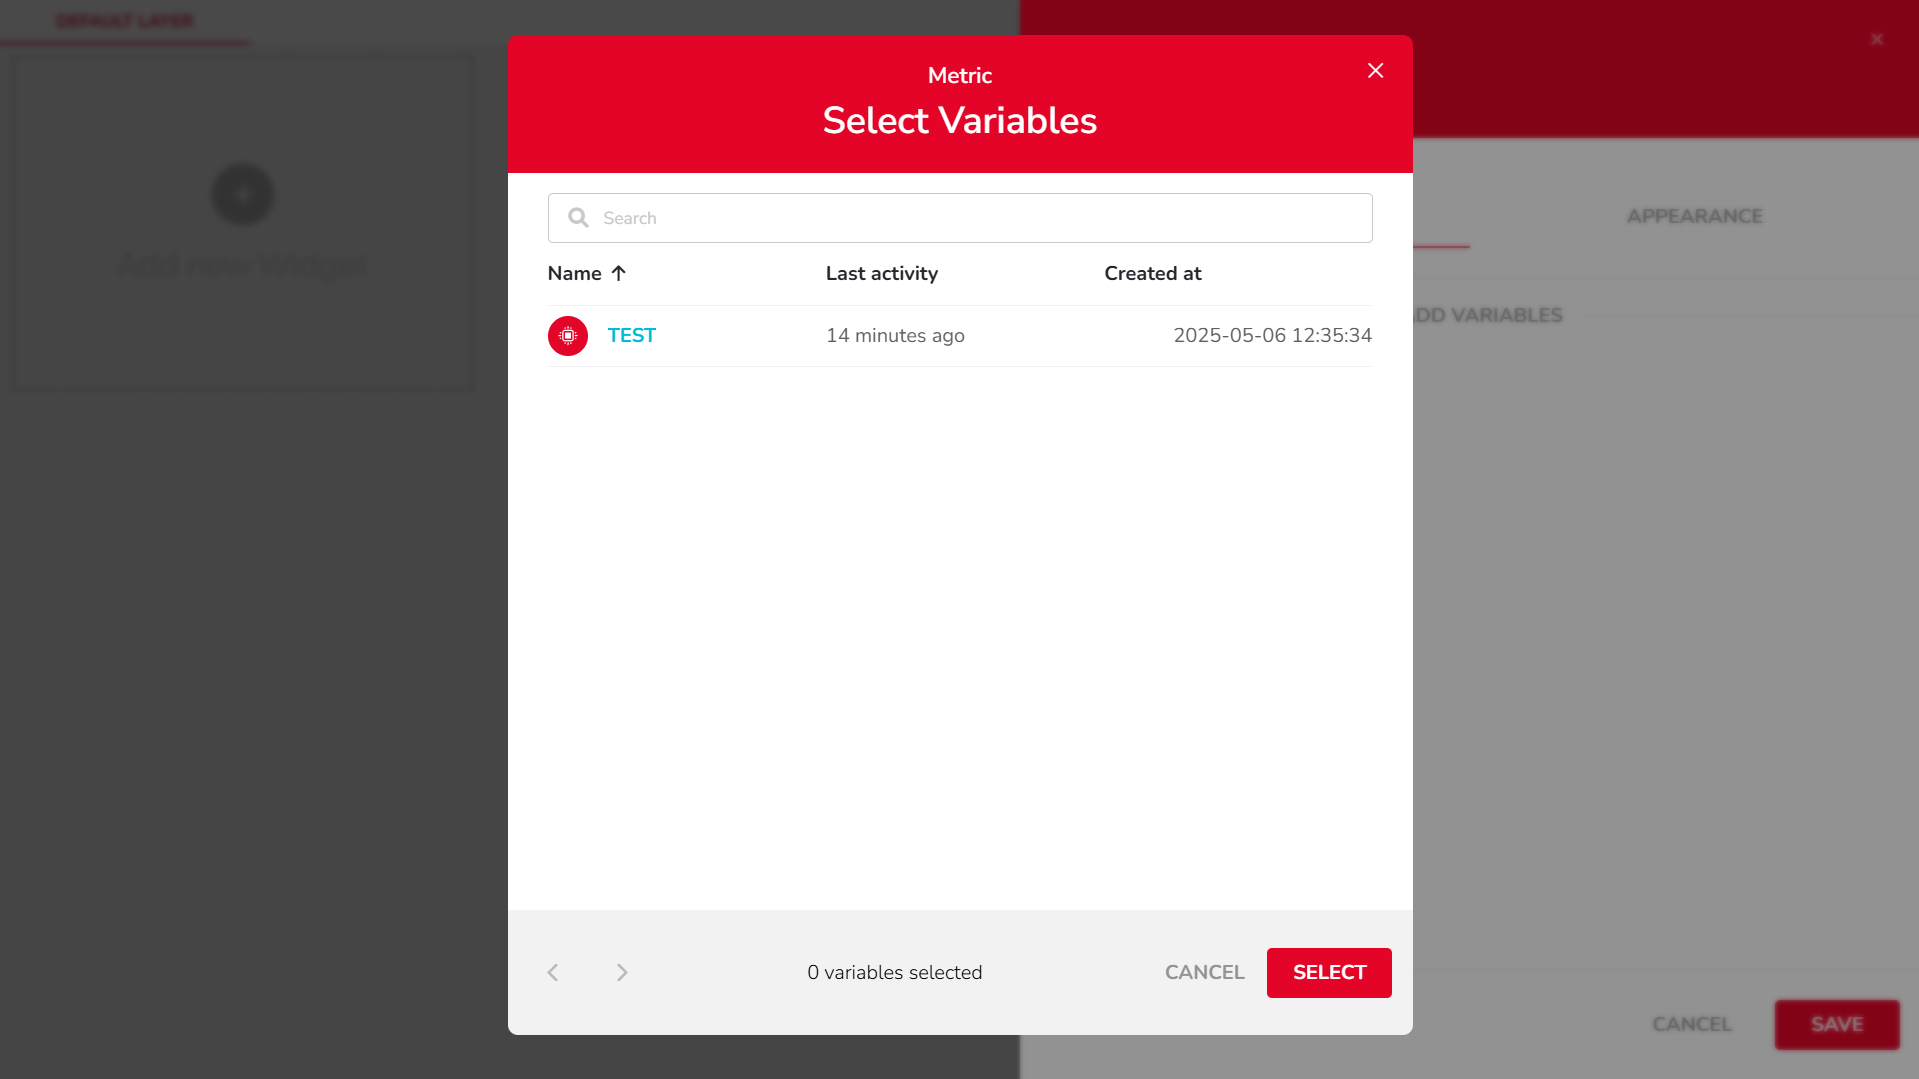 DEFAULT LAYER
Add new Widget
Metric
Select Variables
Search
Name Last activity Created at
TEST 14 minutes ago 2025-05-06 12:35:34
0 variables selected
CANCEL SELECT
APPEARANCE
VARIABLES
CANCEL SAVE